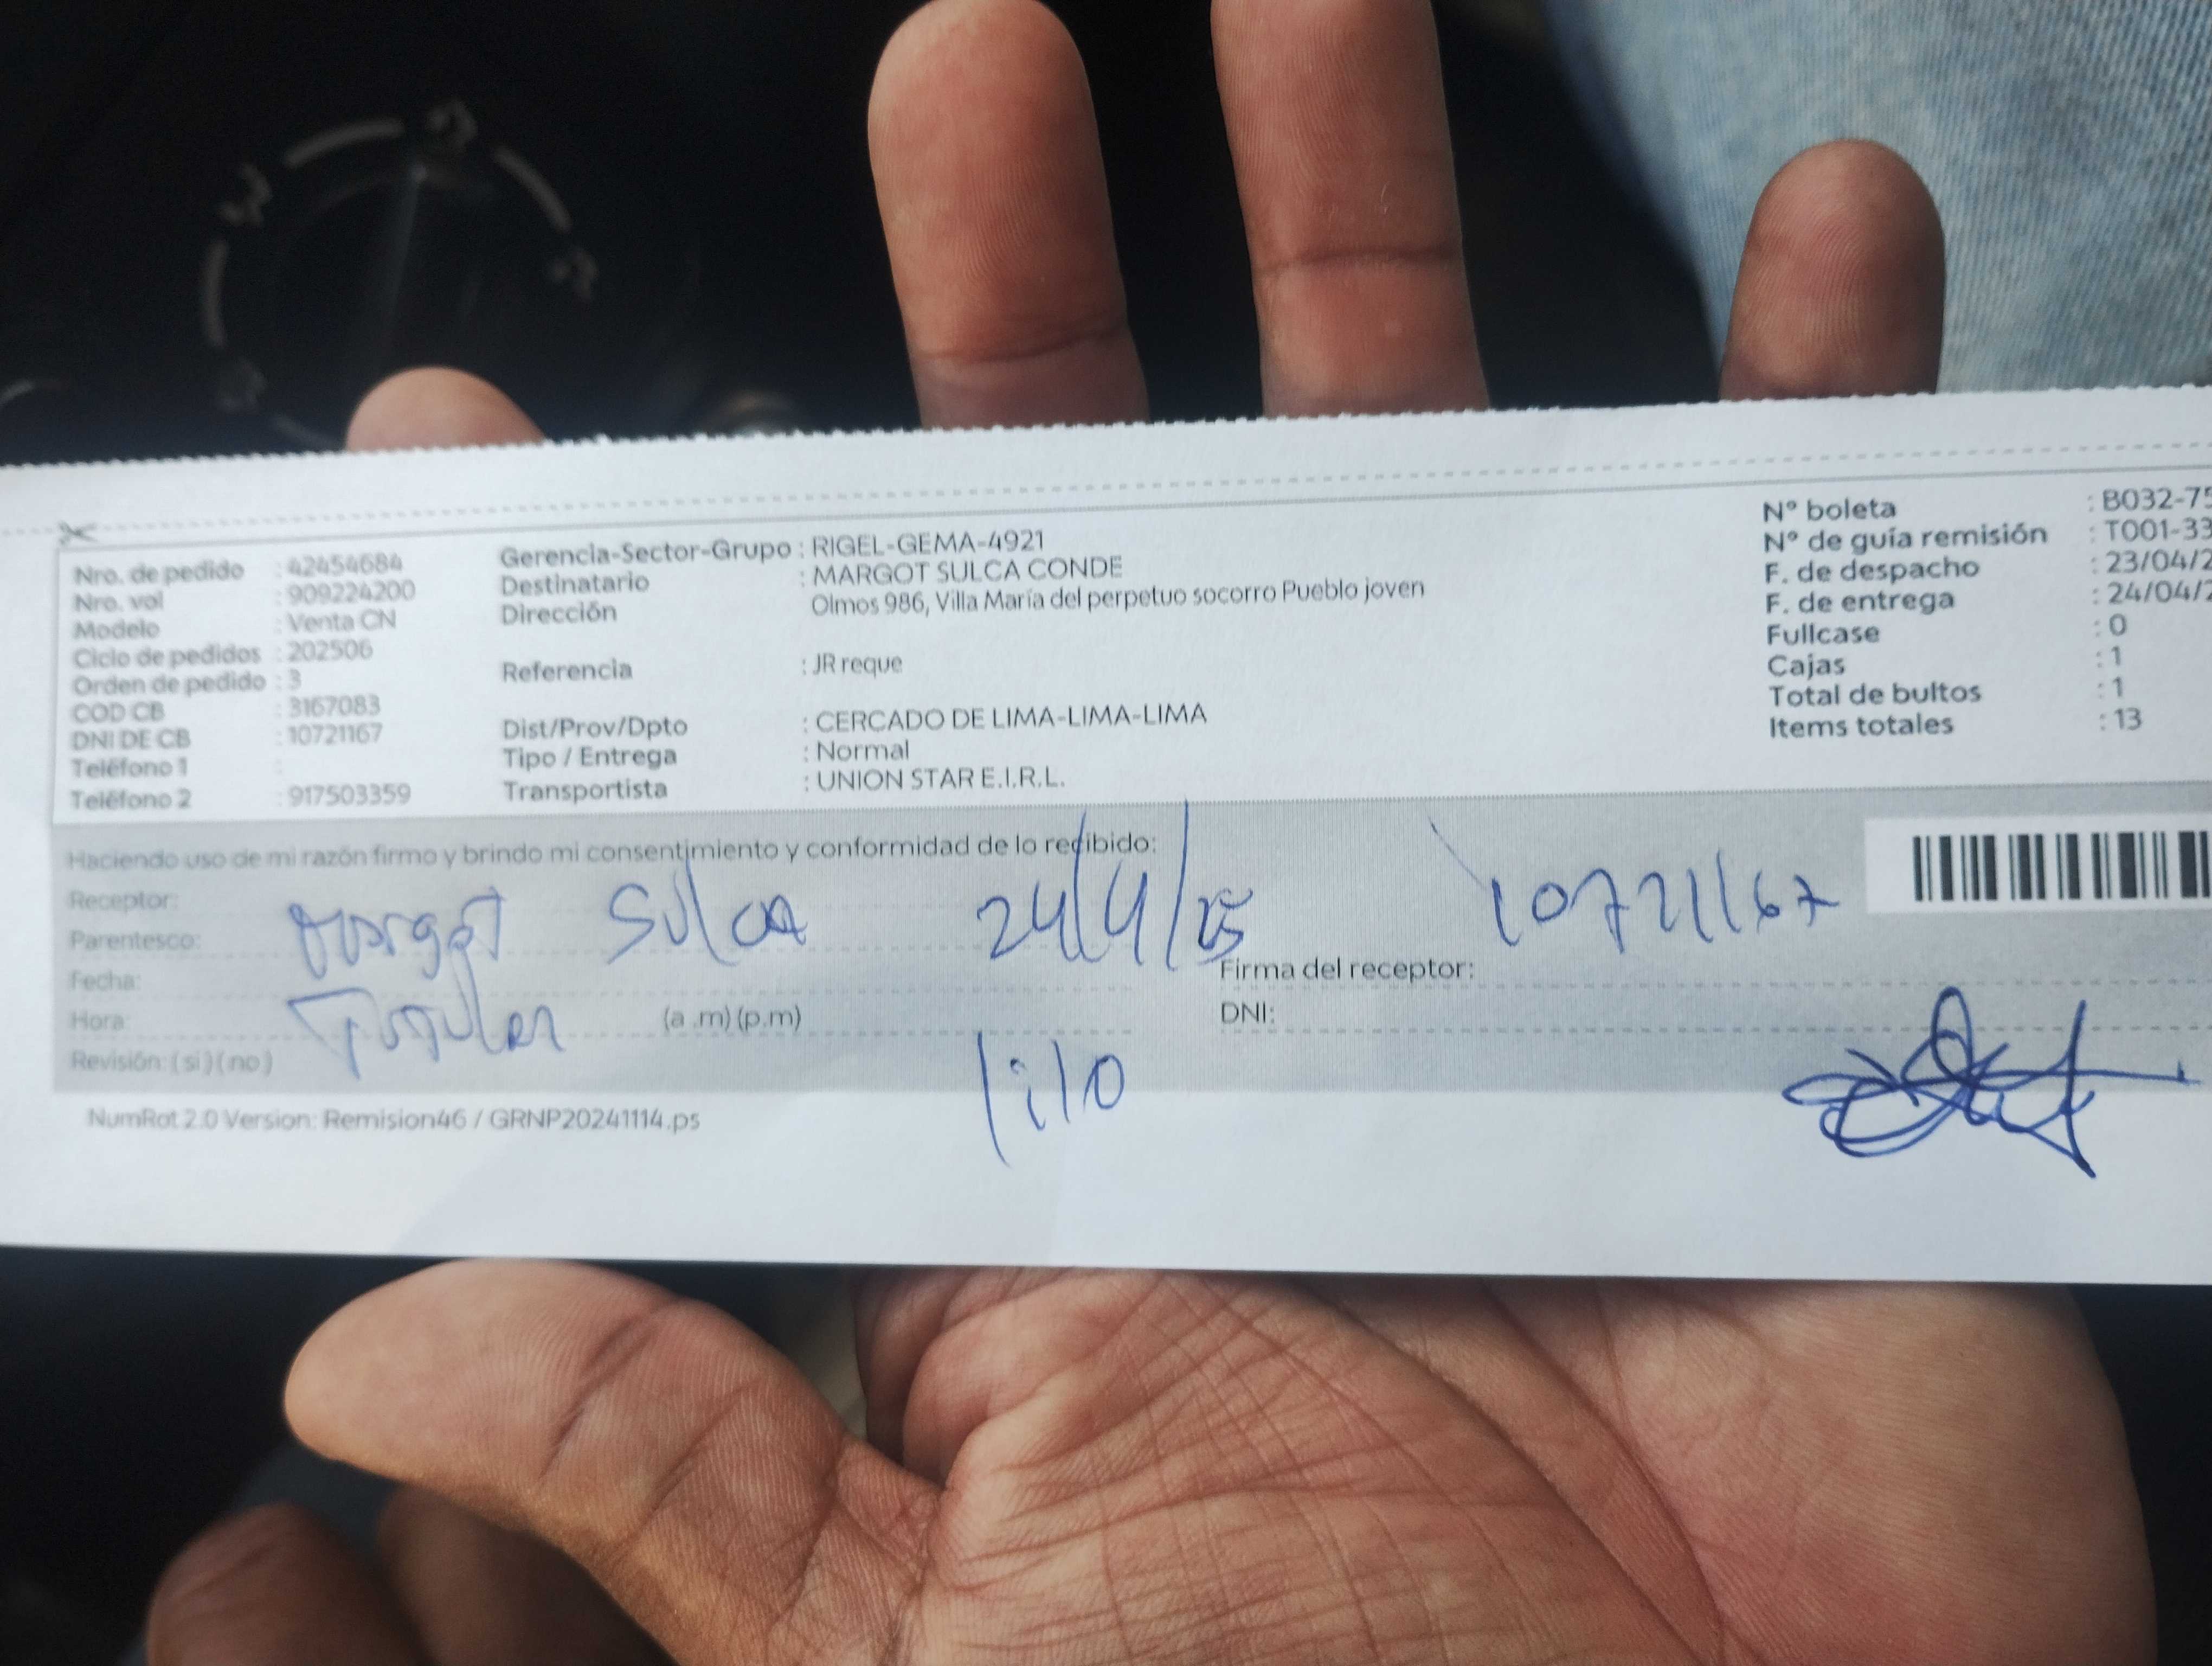 Nro. de pedido : 42454684
Nro. vol : 909224200
Modelo : Venta CN
Ciclo de pedidos : 202506
Orden de pedido : 3
COD CB : 3167083
DNI DE CB : 10721167
Teléfono 1 :
Teléfono 2 : 917503359
Gerencia-Sector-Grupo : RIGEL-GEMA-4921
Destinatario : MARGOT SULCA CONDE
Dirección Olmos 986, Villa María del perpetuo socorro Pueblo joven
Referencia : JR reque
Dist/Prov/Dpto : CERCADO DE LIMA-LIMA-LIMA
Tipo / Entrega : Normal
Transportista : UNION STAR E.I.R.L.
Nº boleta : B032-75
Nº de guía remisión : T001-33
F. de despacho : 23/04/2
F. de entrega : 24/04/2
Fullcase : 0
Cajas : 1
Total de bultos : 1
Items totales : 13
Haciendo uso de mi razón firmo y brindo mi consentimiento y conformidad de lo recibido:
Receptor:
Margot Sulca 24/4/25 10721167
Parentesco:
Fecha:
Firma del receptor:
Hora: (a .m) (p.m)
Titular
DNI:
Revisión: ( si ) ( no )
NumRot 2.0 Version: Remision46 / GRNP20241114.ps